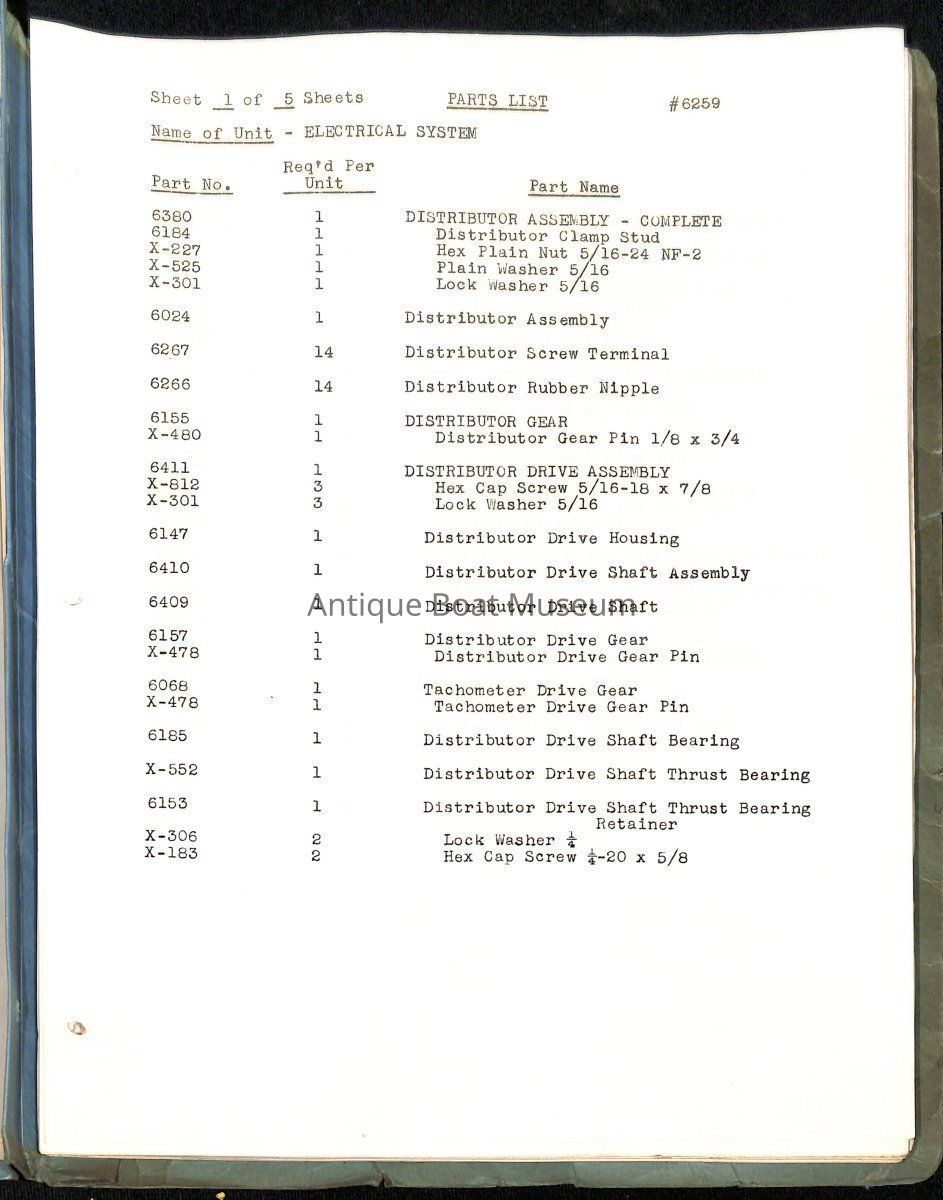 Sheet 1 of 5 Sheets PARTS LIST #6259
Name of Unit - ELECTRICAL SYSTEM
Req'd Per
Part No. Unit Part Name
6380 1 DISTRIBUTOR ASSEMBLY - COMPLETE
6184 1 Distributor Clamp Stud
X-227 1 Hex Plain Nut 5/16-24 NF-2
X-525 1 Plain Washer 5/16
X-301 1 Lock Washer 5/16
6024 1 Distributor Assembly
6267 14 Distributor Screw Terminal
6266 14 Distributor Rubber Nipple
6155 1 DISTRIBUTOR GEAR
X-480 1 Distributor Gear Pin 1/8 x 3/4
6411 1 DISTRIBUTOR DRIVE ASSEMBLY
X-812 3 Hex Cap Screw 5/16-18 x 7/8
X-301 3 Lock Washer 5/16
6147 1 Distributor Drive Housing
6410 1 Distributor Drive Shaft Assembly
6409 1 Distributor Drive Shaft
Antique Boat Museum
6157 1 Distributor Drive Gear
X-478 1 Distributor Drive Gear Pin
6068 1 Tachometer Drive Gear
X-478 1 Tachometer Drive Gear Pin
6185 1 Distributor Drive Shaft Bearing
X-552 1 Distributor Drive Shaft Thrust Bearing
6153 1 Distributor Drive Shaft Thrust Bearing
Retainer
X-306 2 Lock Washer ¼
X-183 2 Hex Cap Screw ¼-20 x 5/8